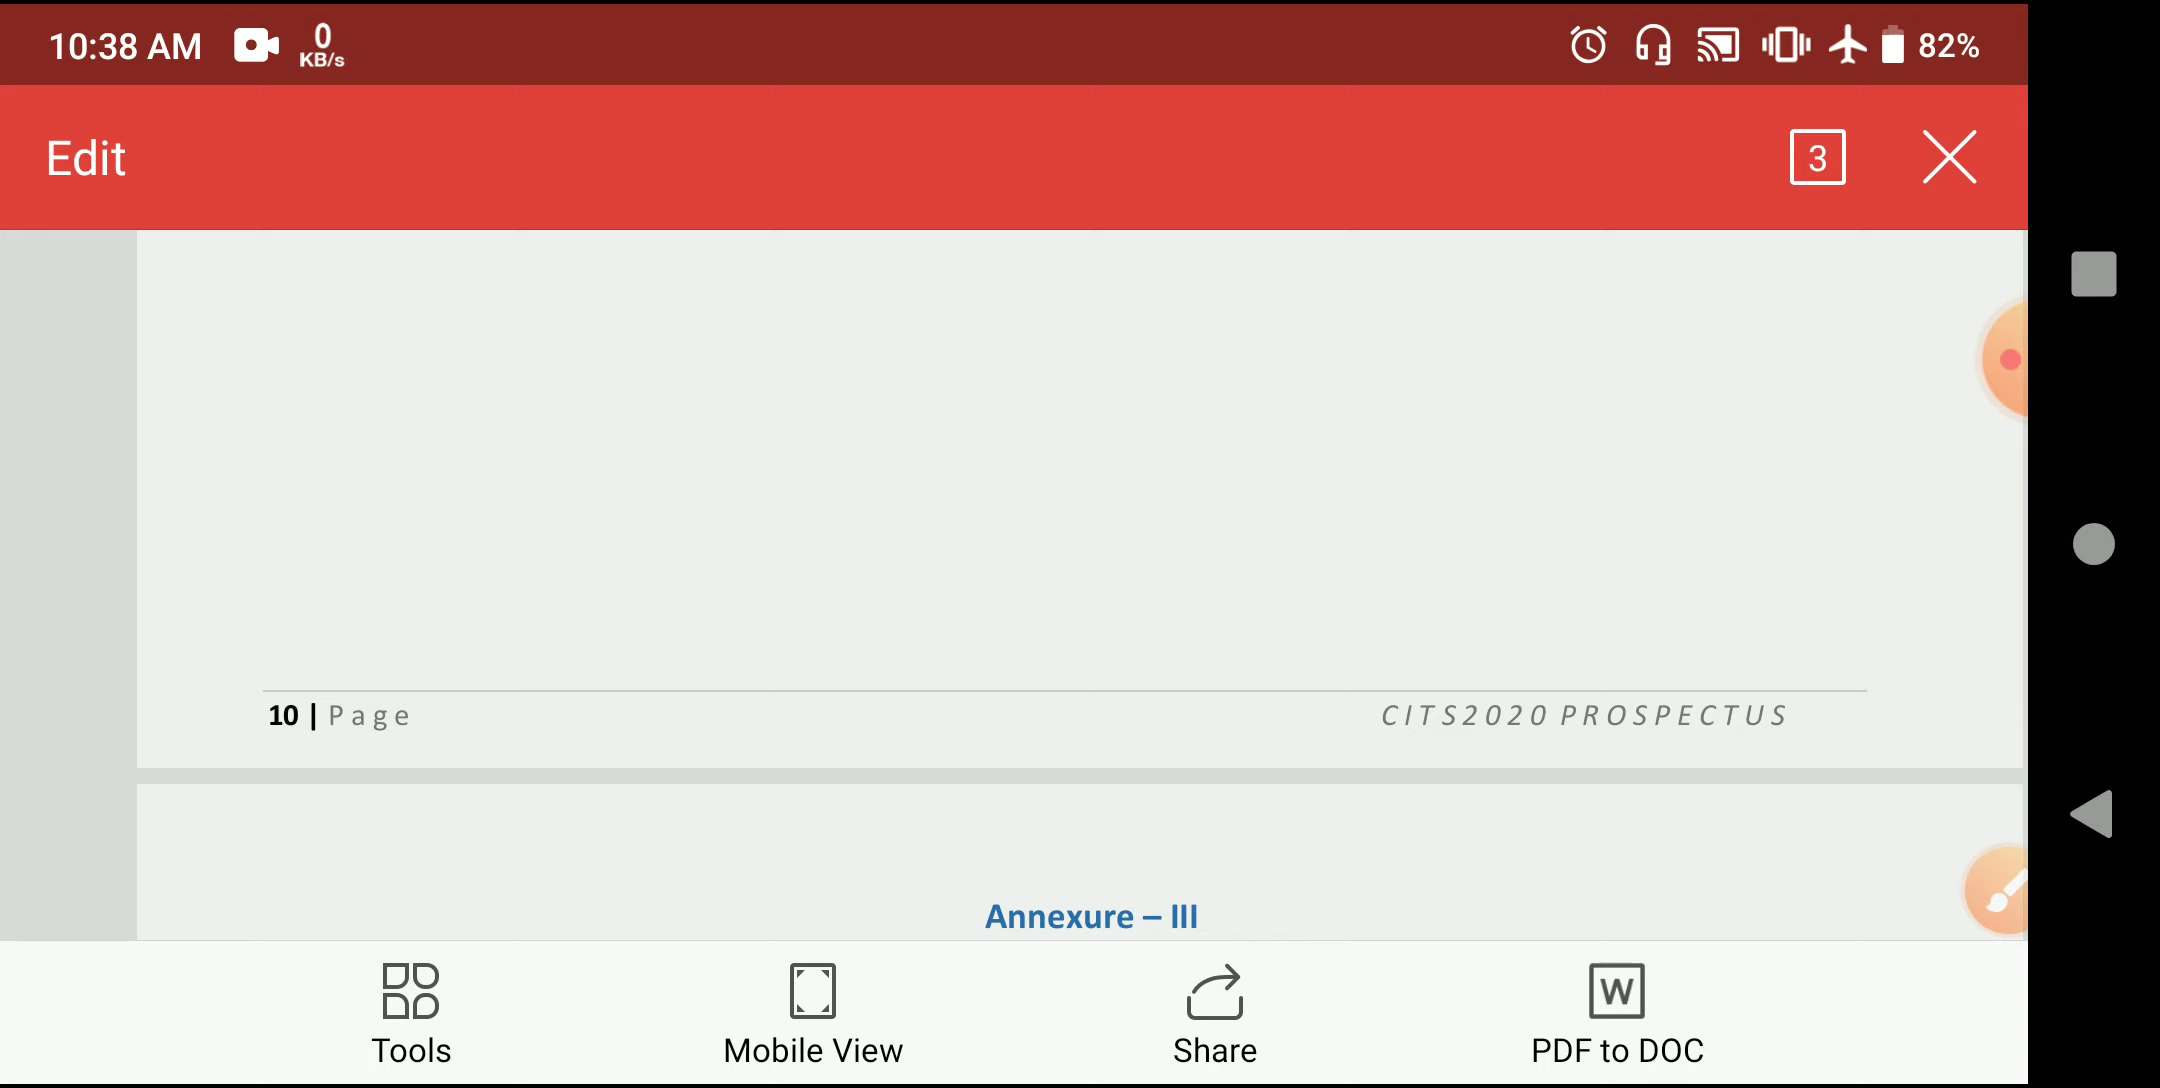 10:38 AM 0 KB/s 82%
Edit 3
10 | Page CITS2020 PROSPECTUS
Annexure – III
W
Tools Mobile View Share PDF to DOC